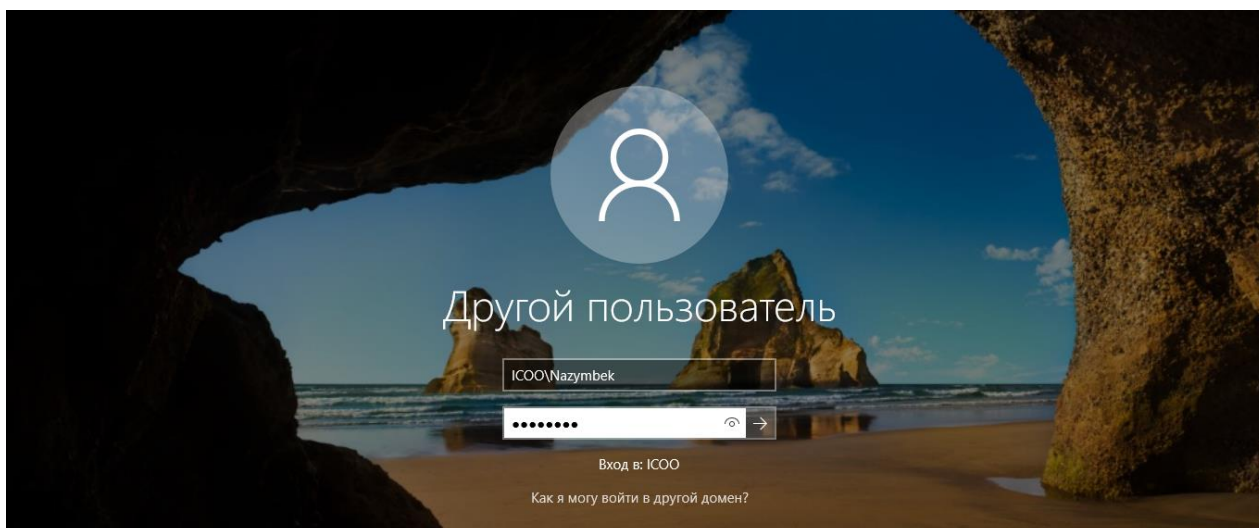 Другой пользователь
ICOO\Nazymbek
Вход в: ICOO
Как я могу войти в другой домен?